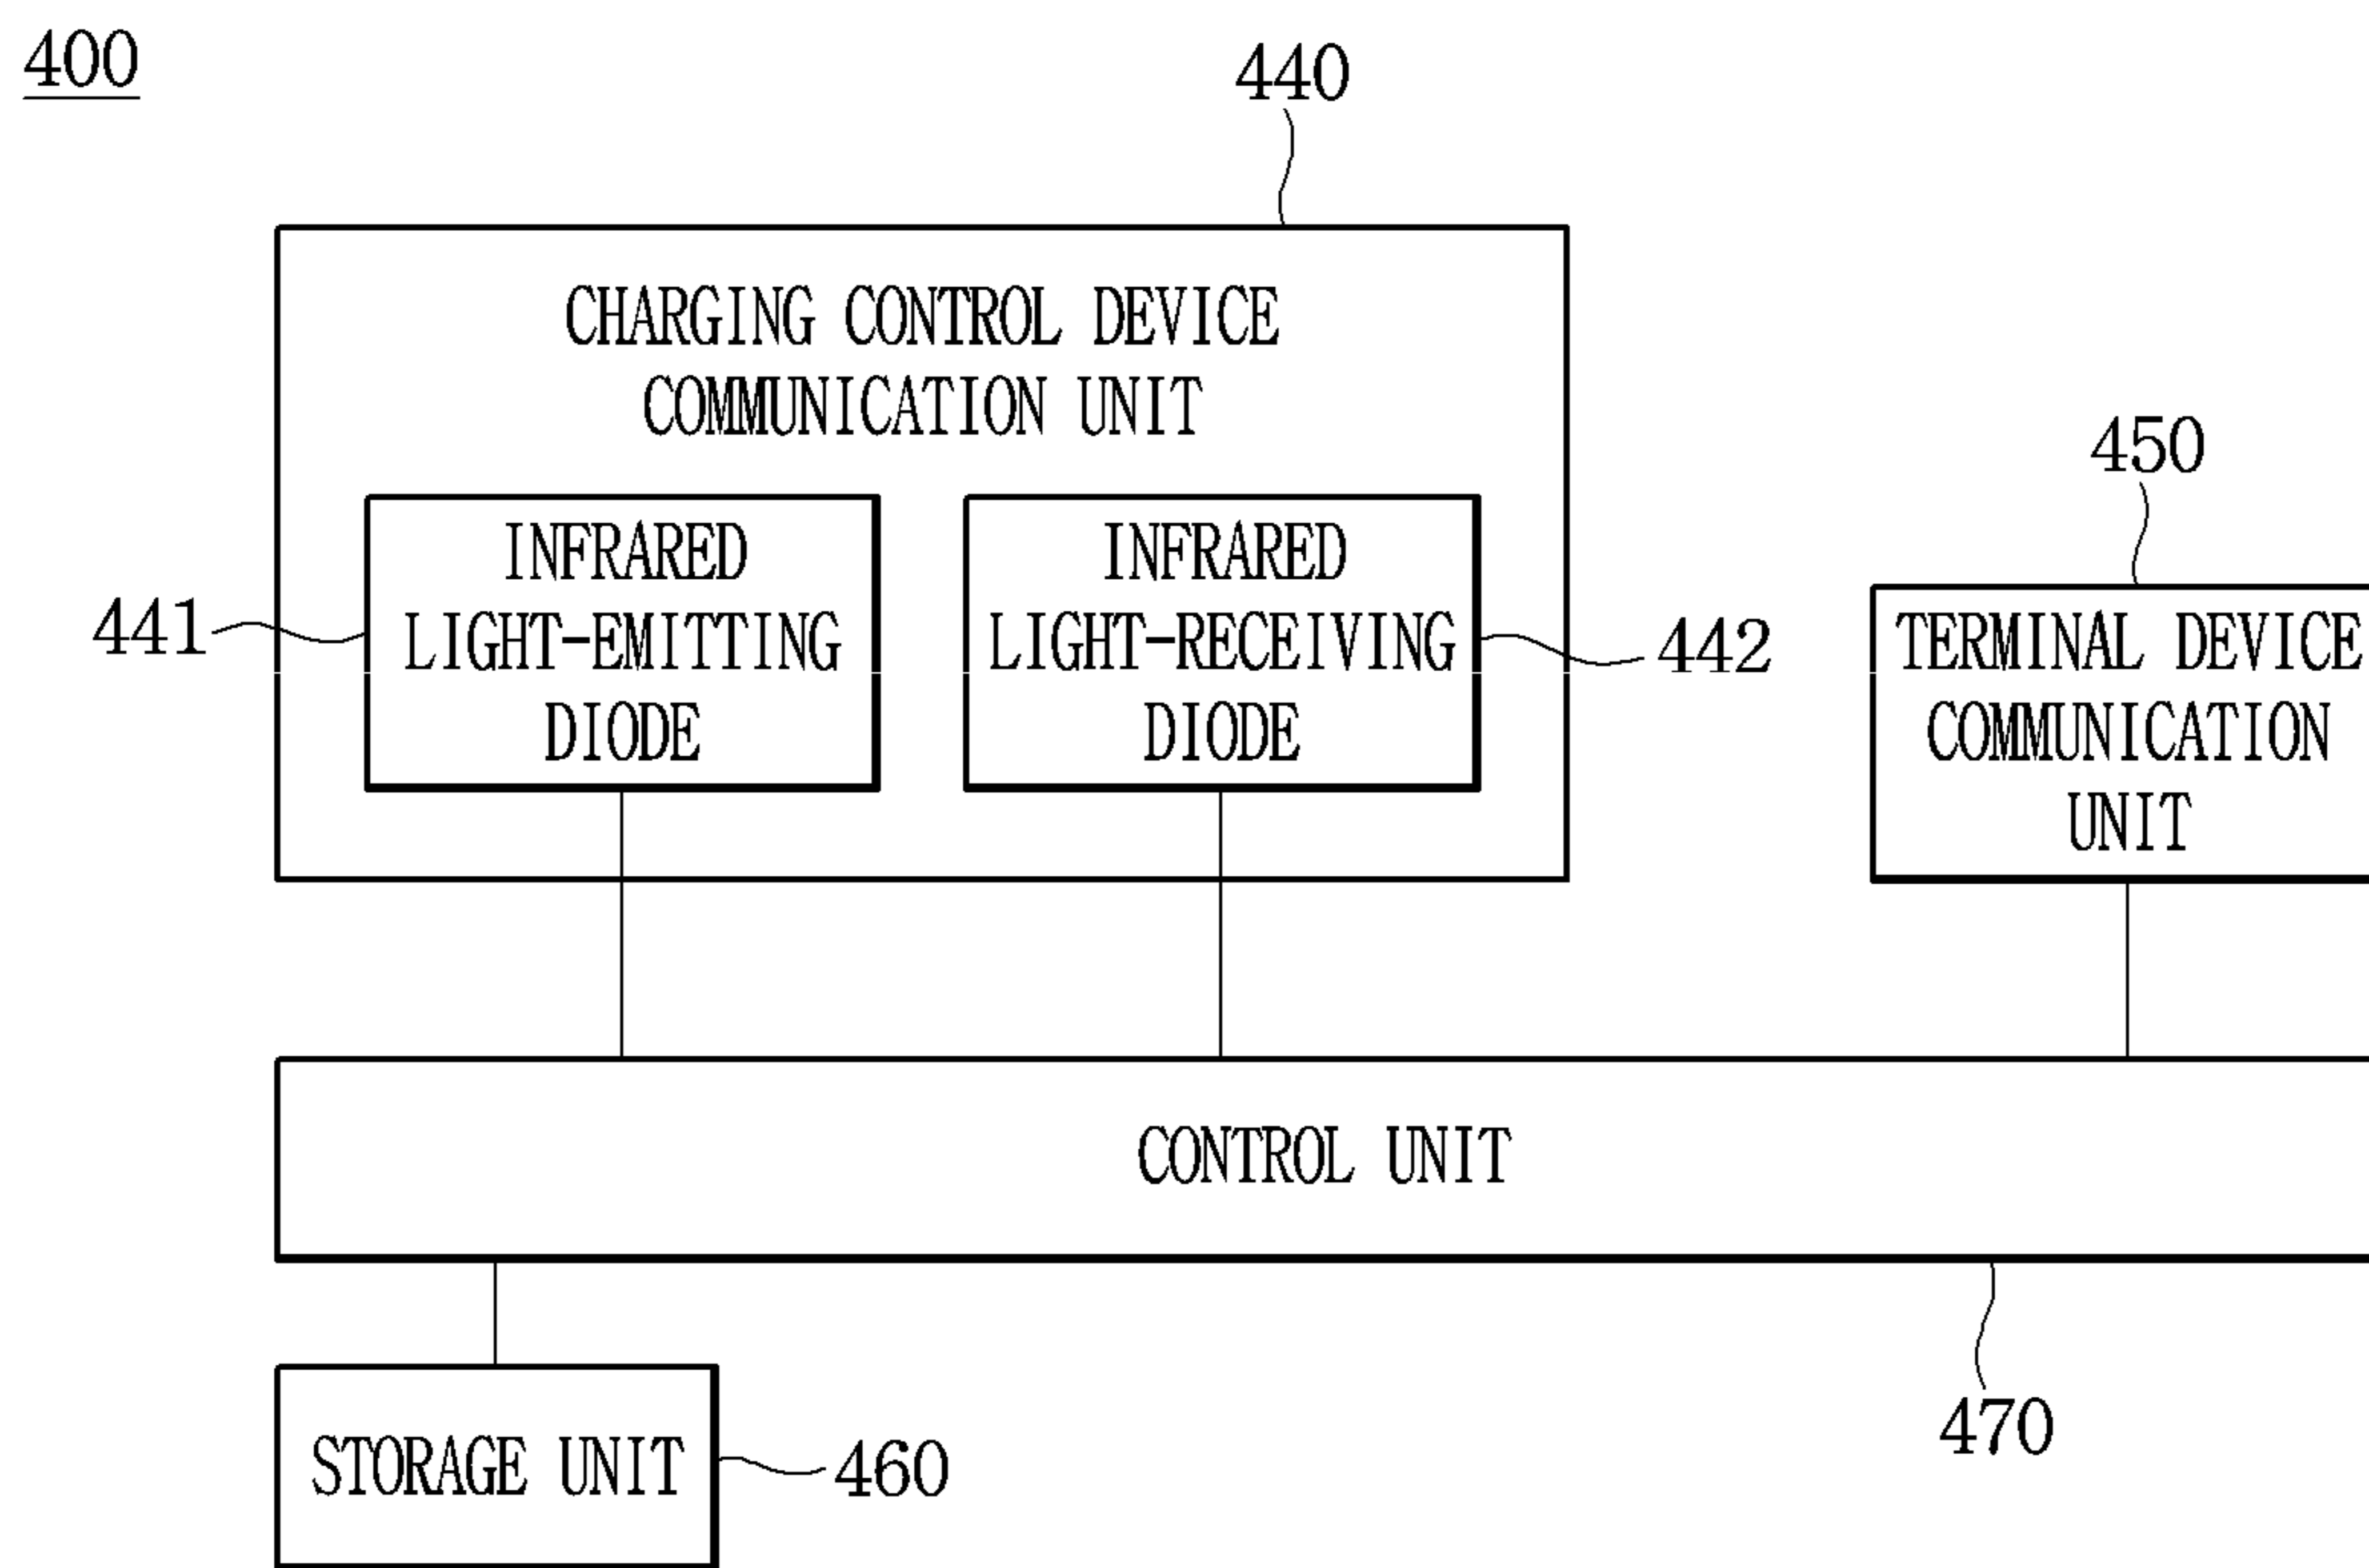 400
440
CHARGING CONTROL DEVICE
COMMUNICATION UNIT
450
INFRARED
LIGHT-EMITTING
DIODE
441
INFRARED
LIGHT-RECEIVING
DIODE
442
TERMINAL DEVICE
COMMUNICATION
UNIT
CONTROL UNIT
470
STORAGE UNIT
460